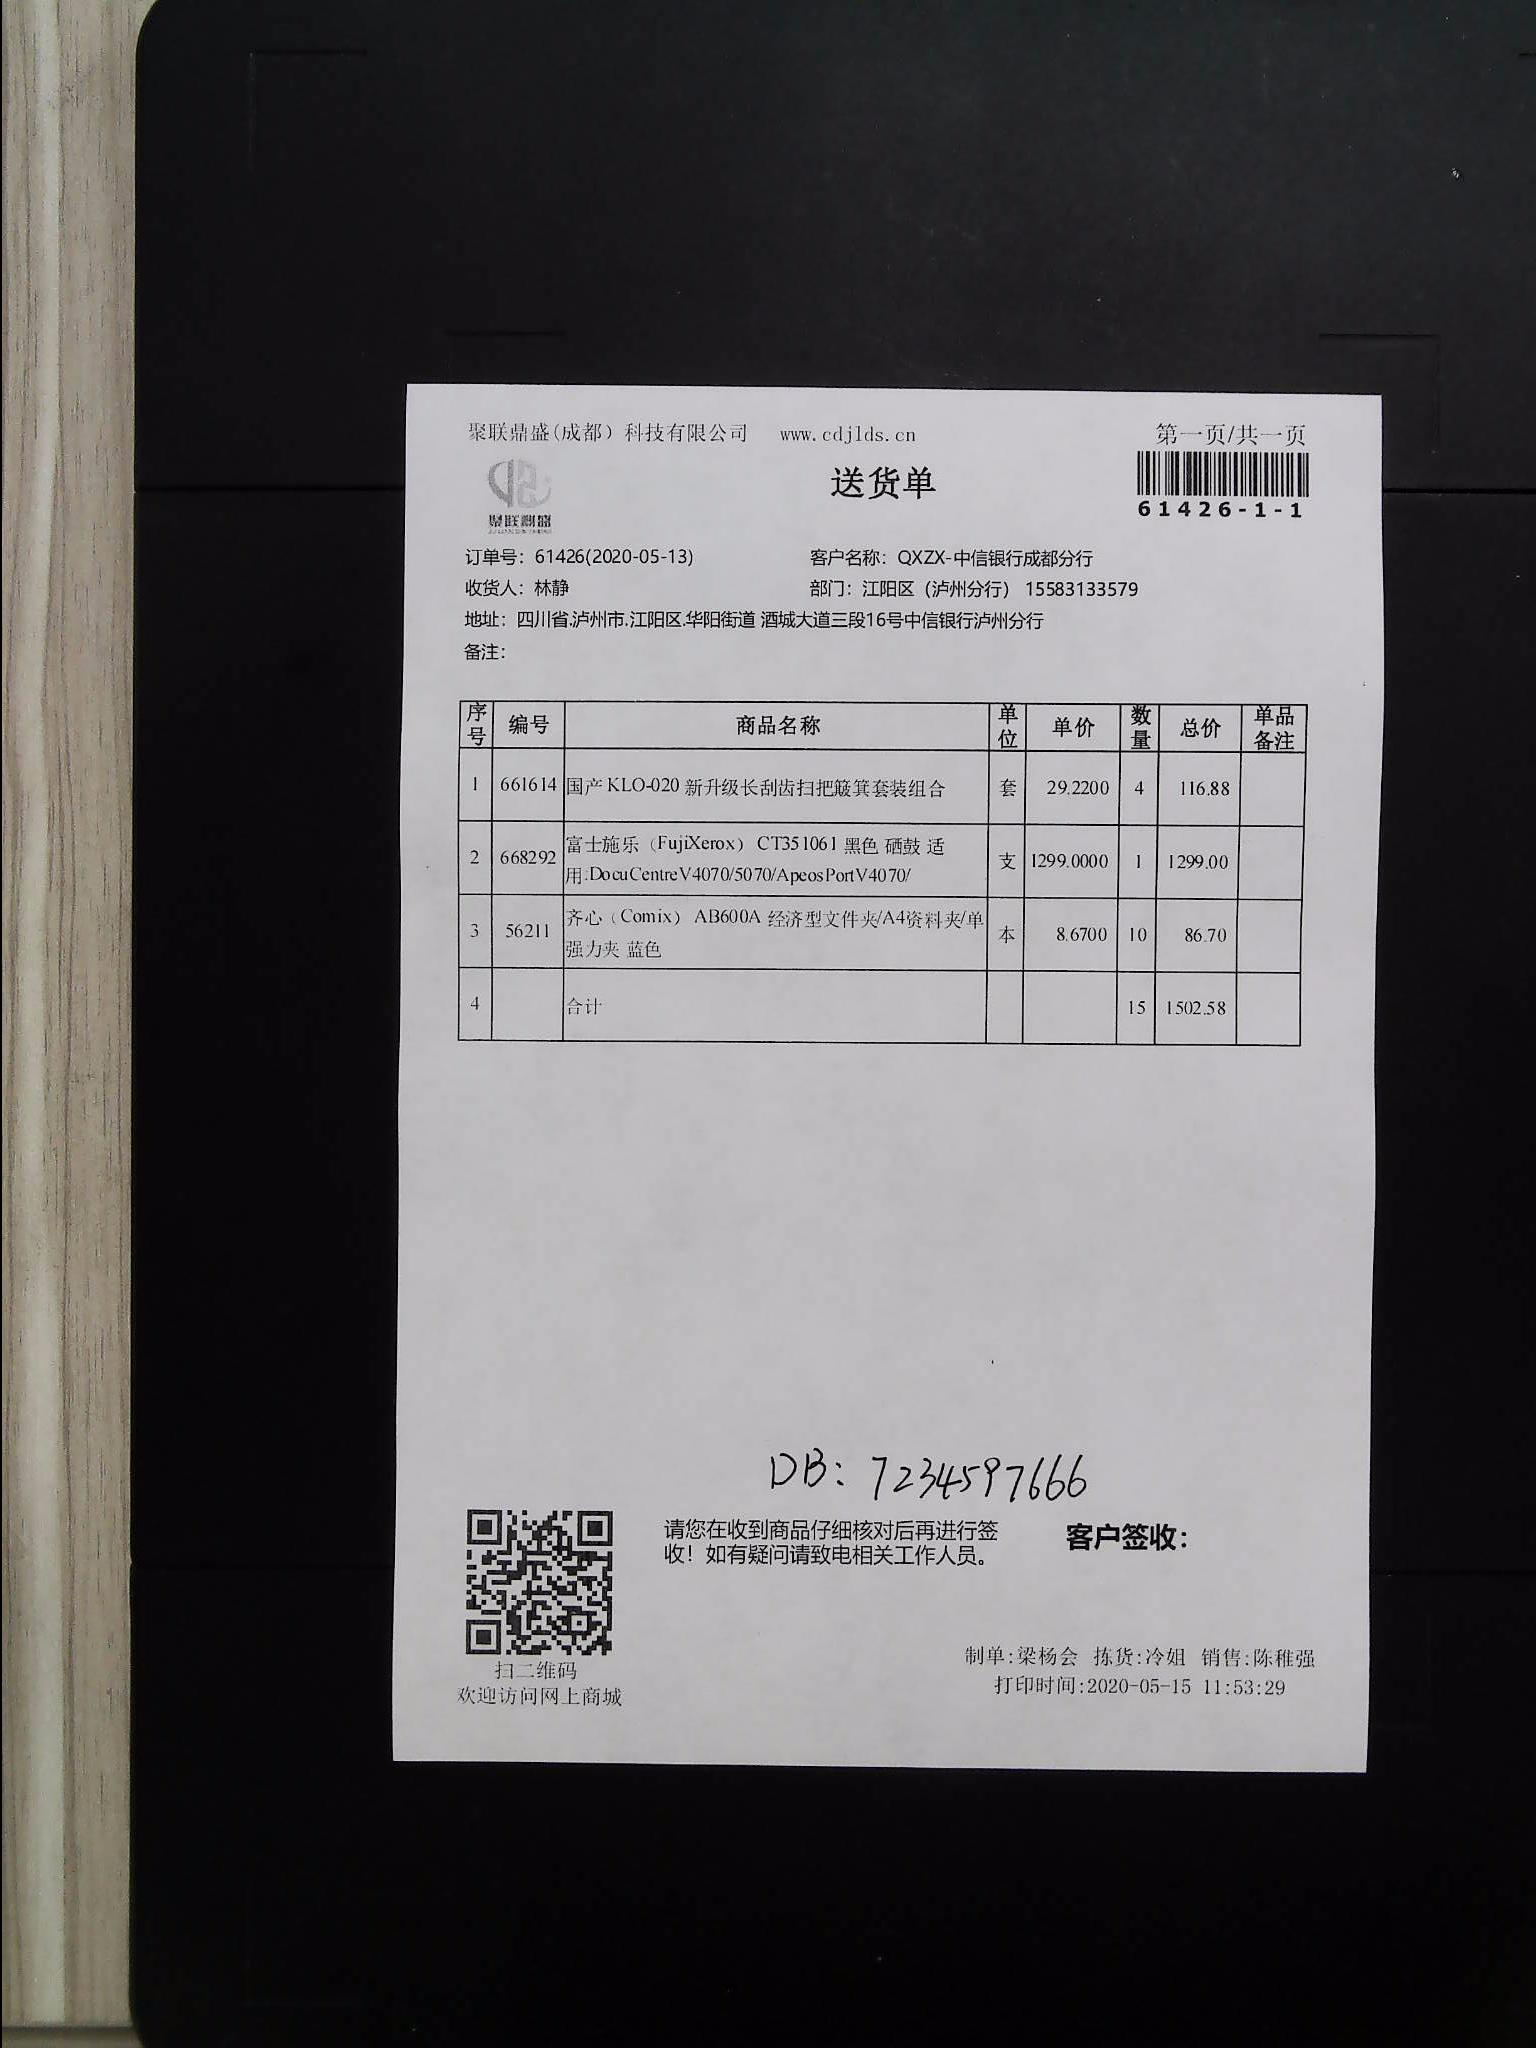 聚联鼎盛(成都）科技有限公司 www.cdjlds.cn 第一页/共一页
送货单
聚联鼎盛
61426-1-1
订单号：61426(2020-05-13) 客户名称：QXZX-中信银行成都分行
收货人：林静 部门：江阳区（泸州分行） 15583133579
地址：四川省.泸州市.江阳区.华阳街道 酒城大道三段16号中信银行泸州分行
备注：
序号 编号 商品名称 单位 单价 数量 总价 单品备注
1 661614 国产 KLO-020 新升级长刮齿扫把簸箕套装组合 套 29.2200 4 116.88
2 668292 富士施乐（FujiXerox） CT351061 黑色 硒鼓 适
用:DocuCentreV4070/5070/ApeosPortV4070/ 支 1299.0000 1 1299.00
3 56211 齐心（Comix） AB600A 经济型文件夹/A4资料夹/单
强力夹 蓝色 本 8.6700 10 86.70
4 合计 15 1502.58
DB：7234597666
请您在收到商品仔细核对后再进行签
收！如有疑问请致电相关工作人员。
客户签收：
扫二维码
欢迎访问网上商城
制单:梁杨会 拣货:冷姐 销售:陈稚强
打印时间:2020-05-15 11:53:29